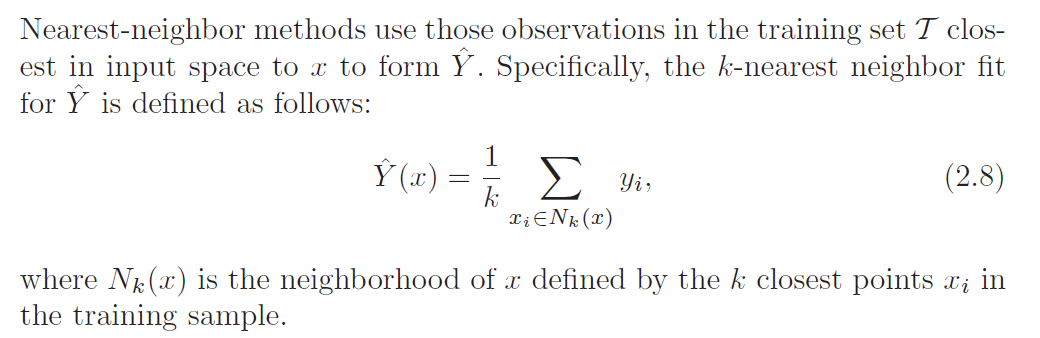 Nearest-neighbor methods use those observations in the training set 𝒯 clos-
est in input space to x to form Ŷ. Specifically, the k-nearest neighbor fit
for Ŷ is defined as follows:
Ŷ(x) = 1/k ∑_{x_i∈N_k(x)} y_i, (2.8)
where N_k(x) is the neighborhood of x defined by the k closest points x_i in
the training sample.